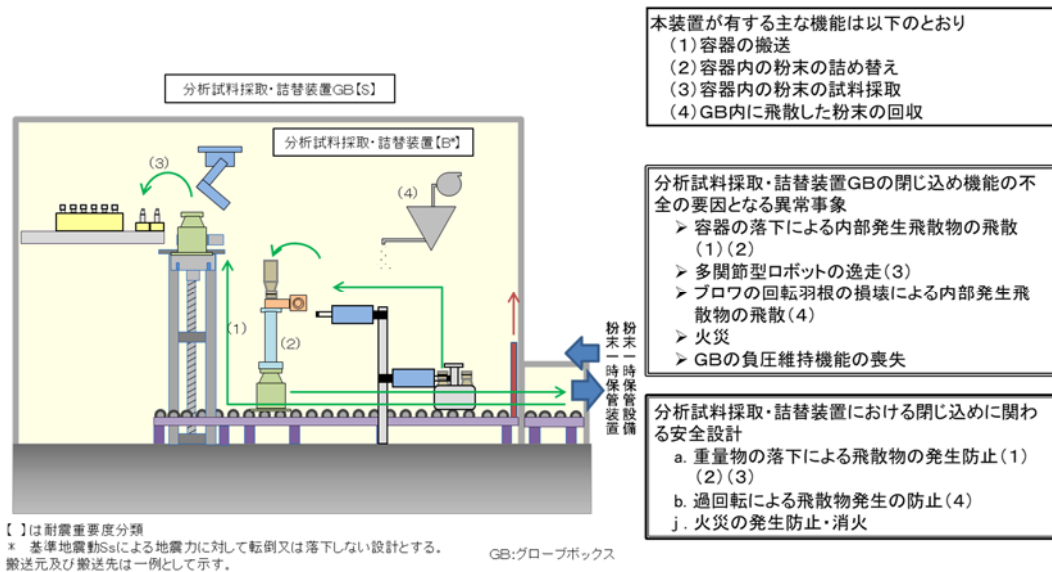 本装置が有する主な機能は以下のとおり
(1)容器の搬送
(2)容器内の粉末の詰め替え
(3)容器内の粉末の試料採取
(4)GB内に飛散した粉末の回収
分析試料採取・詰替装置GB【S】
分析試料採取・詰替装置【B*】
(3)
(4)
(1)
(2)
粉末一時保管設備
粉末一時保管装置
分析試料採取・詰替装置GBの閉じ込め機能の不
全の要因となる異常事象
➢ 容器の落下による内部発生飛散物の飛散
(1)(2)
➢ 多関節型ロボットの逸走(3)
➢ ブロワの回転羽根の損壊による内部発生飛
散物の飛散(4)
➢ 火災
➢ GBの負圧維持機能の喪失
分析試料採取・詰替装置における閉じ込めに関わ
る安全設計
a. 重量物の落下による飛散物の発生防止(1)
(2)(3)
b. 過回転による飛散物発生の防止(4)
j. 火災の発生防止・消火
【 】は耐震重要度分類
* 基準地震動Ssによる地震力に対して転倒又は落下しない設計とする。
搬送元及び搬送先は一例として示す。
GB:グローブボックス